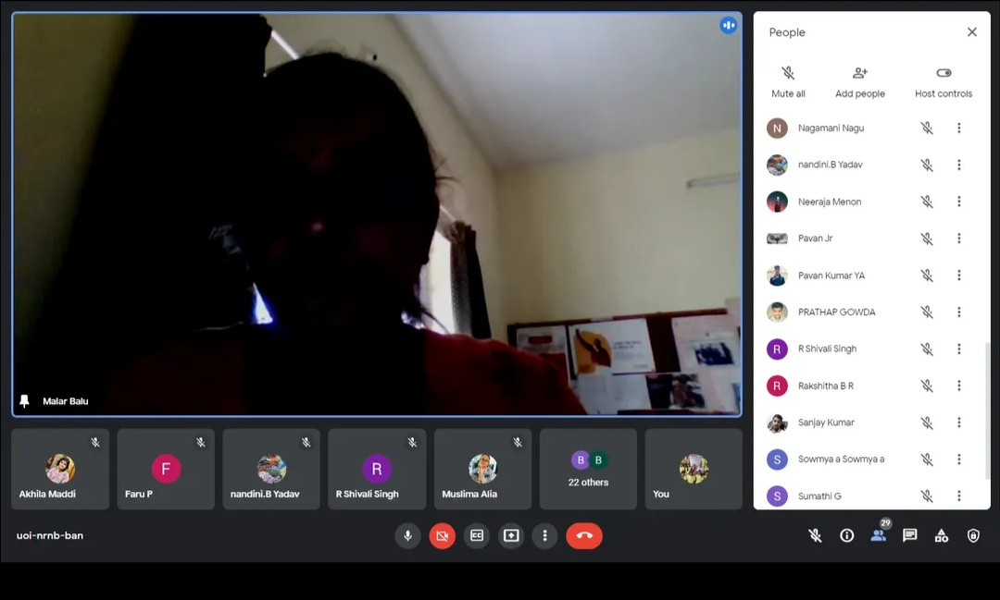 Malar Balu
Akhila Maddi
F
Faru P
nandini.B Yadav
R
R Shivali Singh
Muslima Alia
B B
22 others
You
uoi-nrnb-ban
People
Mute all
Add people
Host controls
N Nagamani Nagu
nandini.B Yadav
Neeraja Menon
Pavan Jr
Pavan Kumar YA
PRATHAP GOWDA
R R Shivali Singh
R Rakshitha B R
Sanjay Kumar
S Sowmya a Sowmya a
S Sumathi G
CC
29